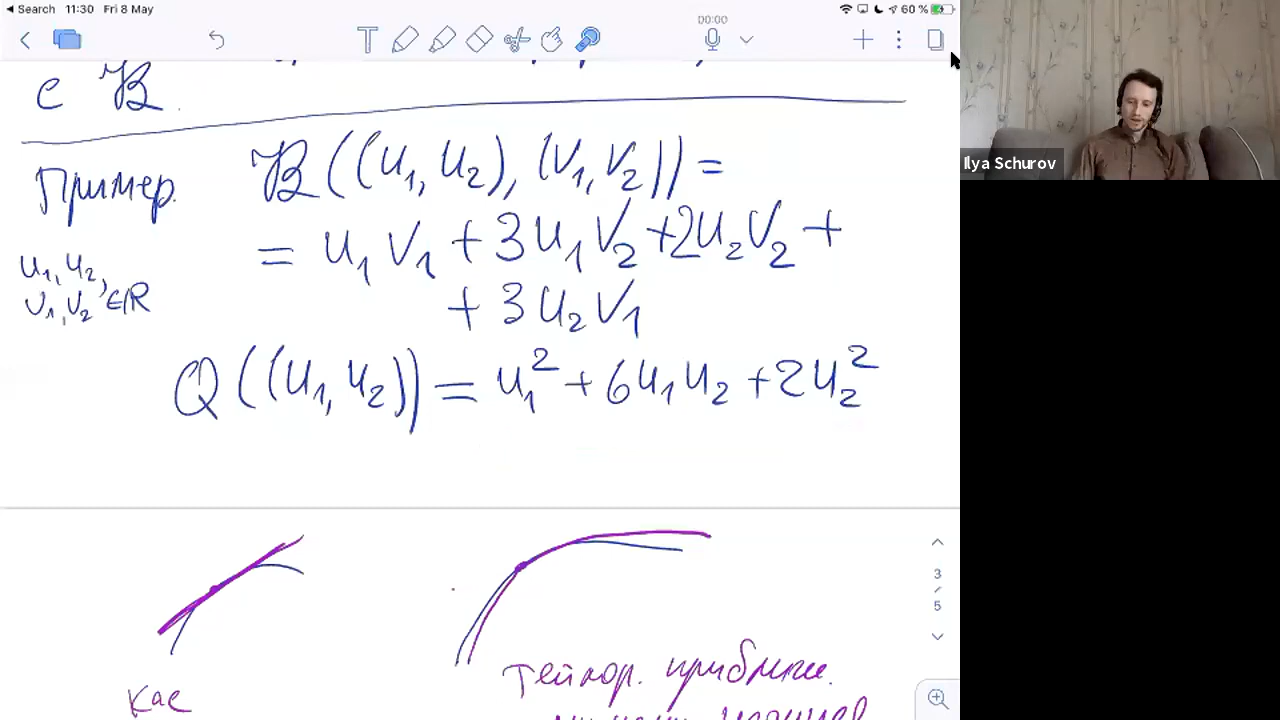 Search 11:30 Fri 8 May 60 %
00:00
с ℬ.
Ilya Schurov
Пример. ℬ((u₁, u₂), (v₁, v₂)) =
= u₁v₁ + 3u₁v₂ + 2u₂v₂ +
u₁, u₂,
v₁, v₂ ∈ ℝ
+ 3u₂v₁
Q((u₁, u₂)) = u₁² + 6u₁u₂ + 2u₂²
3 / 5
Тейлор. приближ.
кас